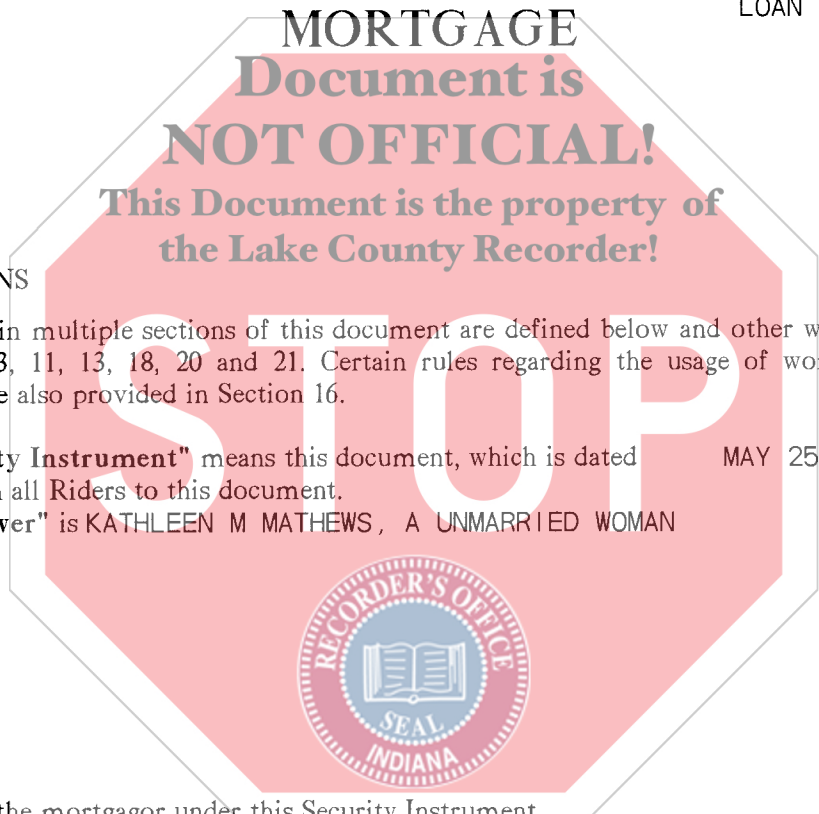 LOAN
MORTGAGE
Document is
NOT OFFICIAL!
This Document is the property of
the Lake County Recorder!
NS
in multiple sections of this document are defined below and other w
3, 11, 13, 18, 20 and 21. Certain rules regarding the usage of wo
e also provided in Section 16.
ty Instrument" means this document, which is dated MAY 25
all Riders to this document.
wer" is KATHLEEN M MATHEWS, A UNMARRIED WOMAN
STOP
RECORDER'S OFFICE
SEAL
INDIANA
the mortgagor under this Security Instrument